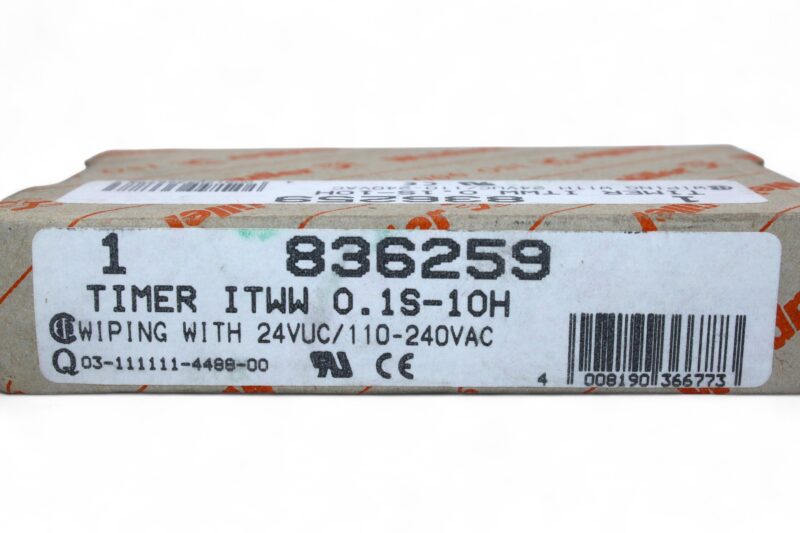 1 836259
TIMER ITWW 0.1S-10H
WIPING WITH 24VUC/110-240VAC
Q 03-111111-4488-00
CE
4 008190 366773